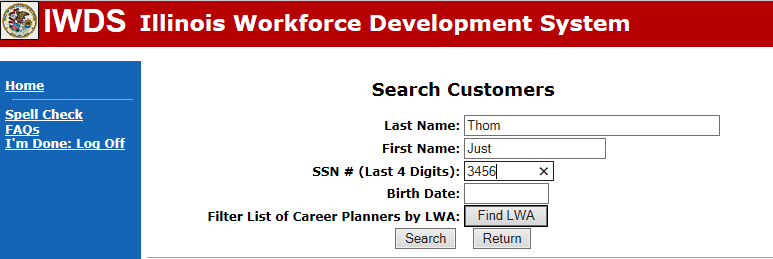 IWDS Illinois Workforce Development System
Home
Search Customers
Spell Check
FAQs
I'm Done: Log Off
Last Name: Thom
First Name: Just
SSN # (Last 4 Digits): 3456 ×
Birth Date:
Filter List of Career Planners by LWA: Find LWA
Search Return